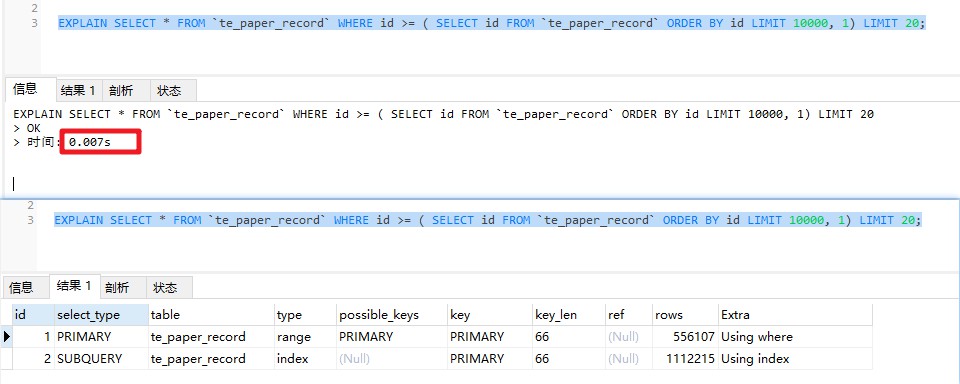 2
3 EXPLAIN SELECT * FROM `te_paper_record` WHERE id >= ( SELECT id FROM `te_paper_record` ORDER BY id LIMIT 10000, 1) LIMIT 20;
信息 结果 1 剖析 状态
EXPLAIN SELECT * FROM `te_paper_record` WHERE id >= ( SELECT id FROM `te_paper_record` ORDER BY id LIMIT 10000, 1) LIMIT 20
> OK
> 时间: 0.007s
2
3 EXPLAIN SELECT * FROM `te_paper_record` WHERE id >= ( SELECT id FROM `te_paper_record` ORDER BY id LIMIT 10000, 1) LIMIT 20;
信息 结果 1 剖析 状态
id select_type table type possible_keys key key_len ref rows Extra
1 PRIMARY te_paper_record range PRIMARY PRIMARY 66 (Null) 556107 Using where
2 SUBQUERY te_paper_record index (Null) PRIMARY 66 (Null) 1112215 Using index